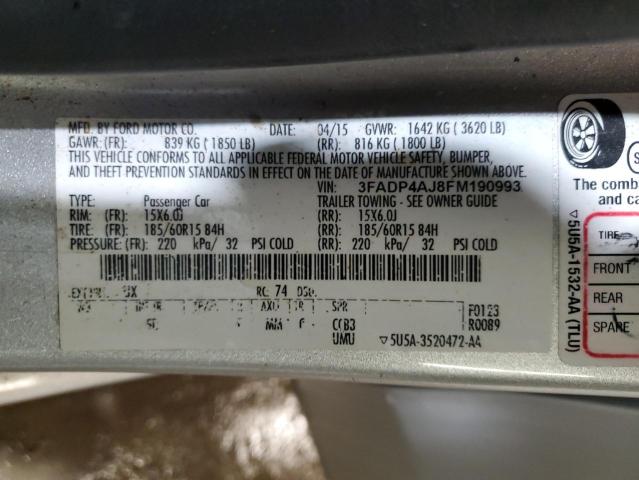 MFD. BY FORD MOTOR CO. DATE: 04/15 GVWR: 1642 KG ( 3620 LB)
GAWR: (FR): 839 KG ( 1850 LB) (RR): 816 KG ( 1800 LB)
THIS VEHICLE CONFORMS TO ALL APPLICABLE FEDERAL MOTOR VEHICLE SAFETY, BUMPER,
AND THEFT PREVENTION STANDARDS IN EFFECT ON THE DATE OF MANUFACTURE SHOWN ABOVE.
VIN: 3FADP4AJ8FM190993
TYPE: Passenger Car TRAILER TOWING - SEE OWNER GUIDE
RIM: (FR): 15X6.0J (RR): 15X6.0J
TIRE: (FR): 185/60R15 84H (RR): 185/60R15 84H
PRESSURE: (FR): 220 kPa/ 32 PSI COLD (RR): 220 kPa/ 32 PSI COLD
UX RC: 74 DSO:
SPR F0123
MM CCB3 R0089
UMU ▽5U5A-3520472-AA
The comb
and ca
▽5U5A-1532-AA (TLU)
TIRE
FRONT
REAR
SPARE